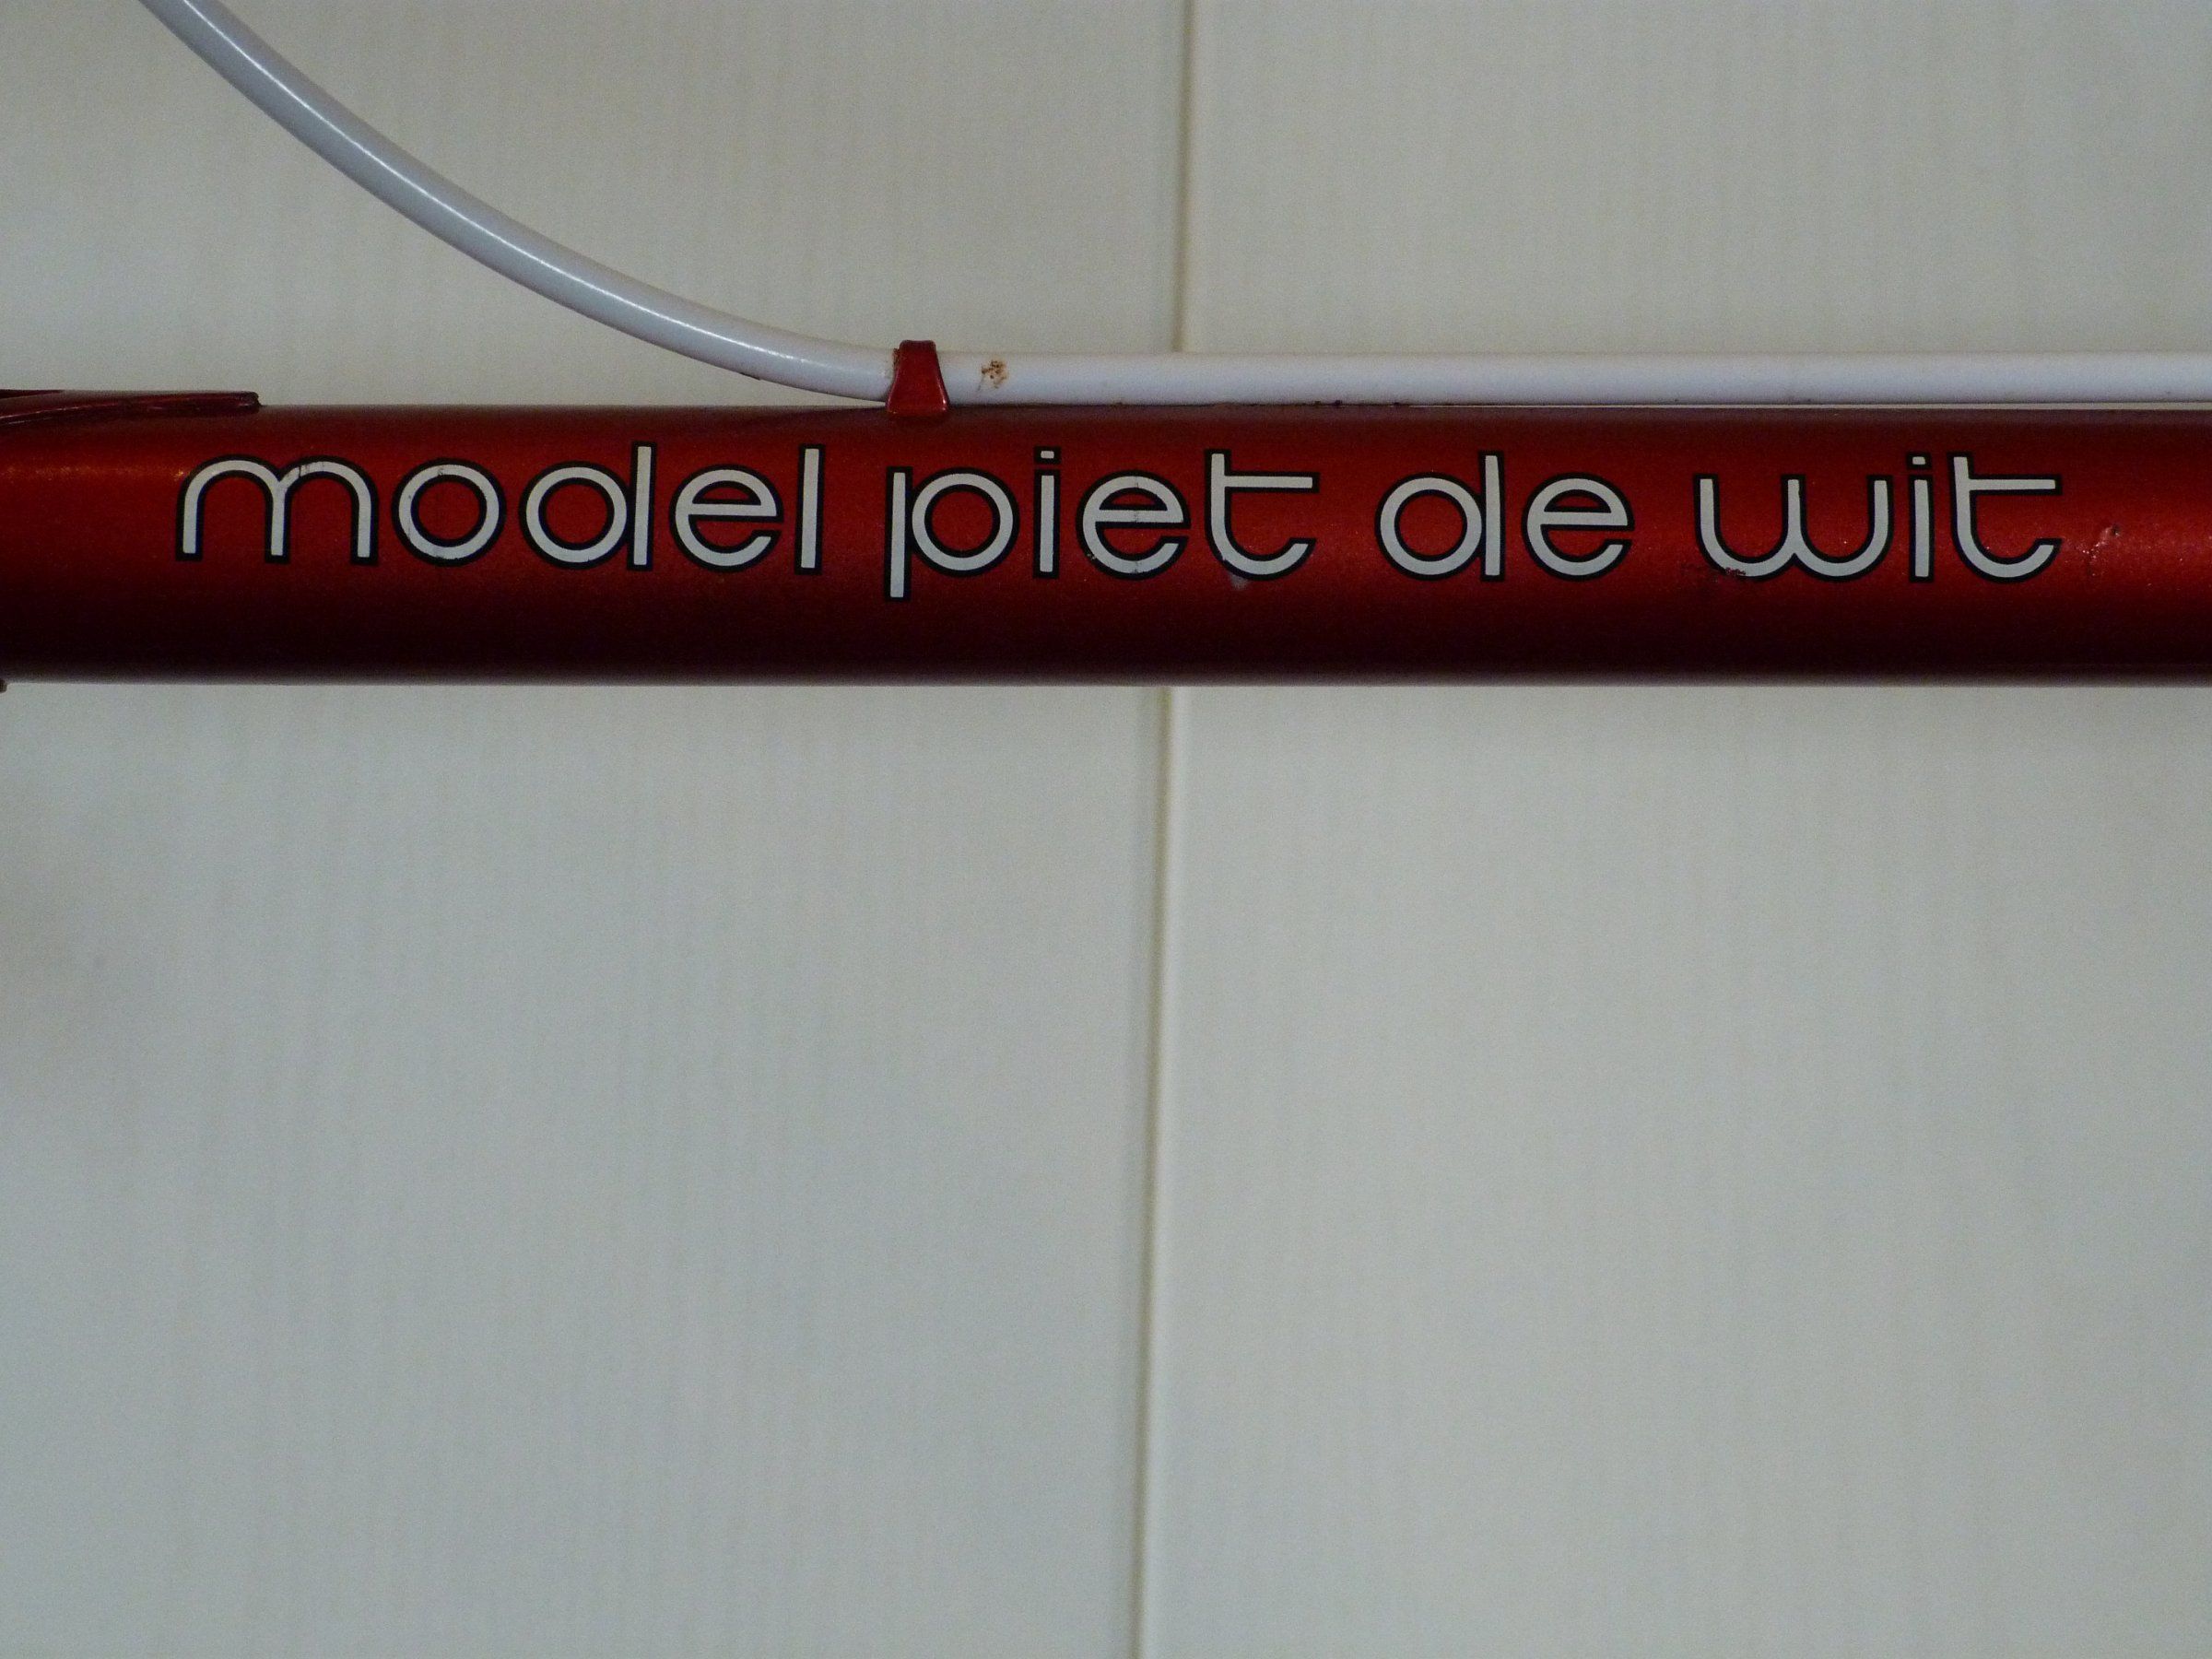 model piet de wit